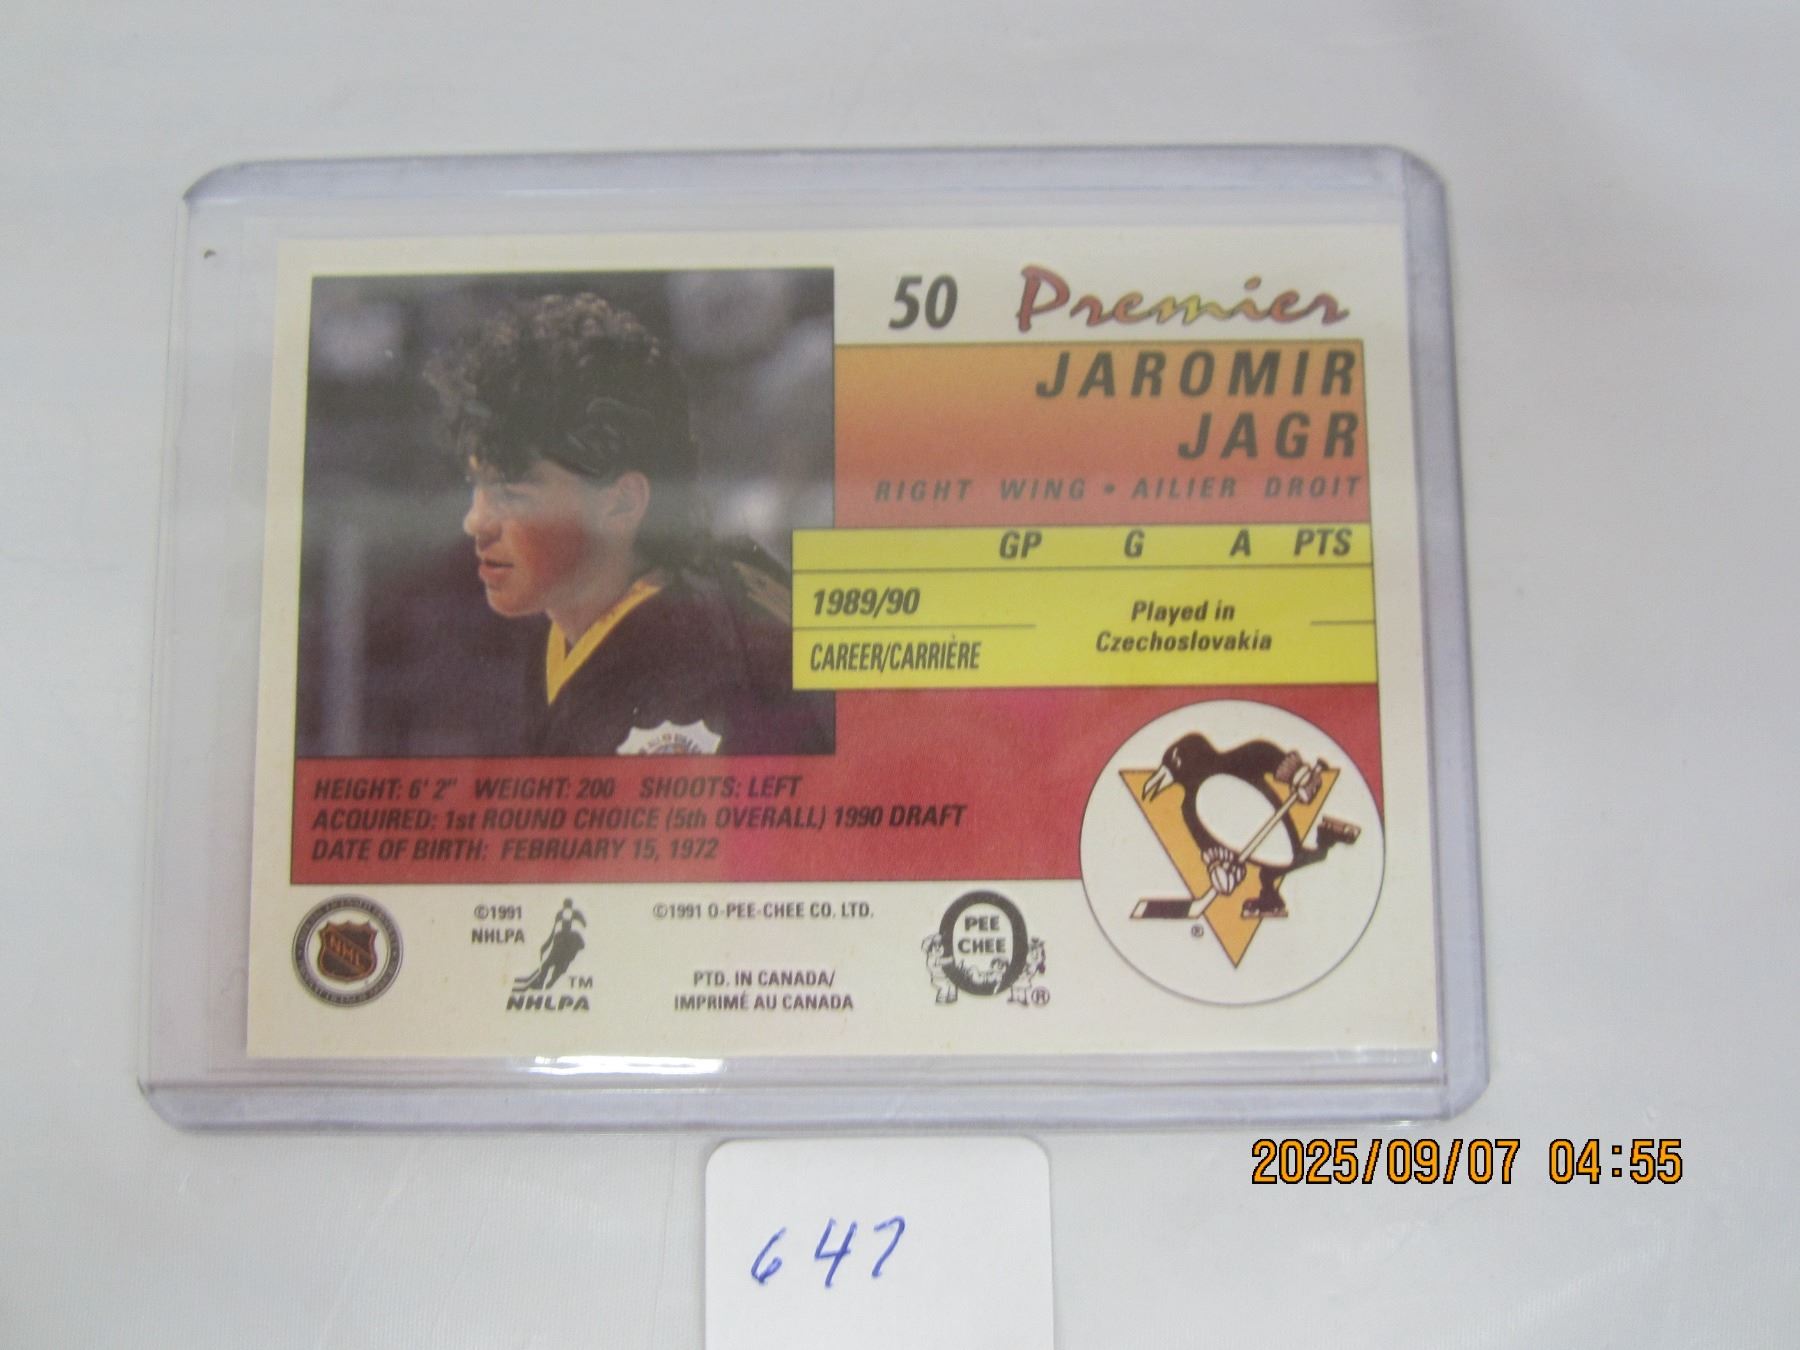 50 Premier
JAROMIR
JAGR
RIGHT WING • AILIER DROIT
GP G A PTS
1989/90
Played in
Czechoslovakia
CAREER/CARRIÈRE
HEIGHT: 6' 2" WEIGHT: 200 SHOOTS: LEFT
ACQUIRED: 1st ROUND CHOICE (5th OVERALL) 1990 DRAFT
DATE OF BIRTH: FEBRUARY 15, 1972
NHL
©1991
NHLPA
TM
NHLPA
©1991 O-PEE-CHEE CO. LTD.
PTD. IN CANADA/
IMPRIMÉ AU CANADA
O
PEE
CHEE
®
®
2025/09/07 04:55
647